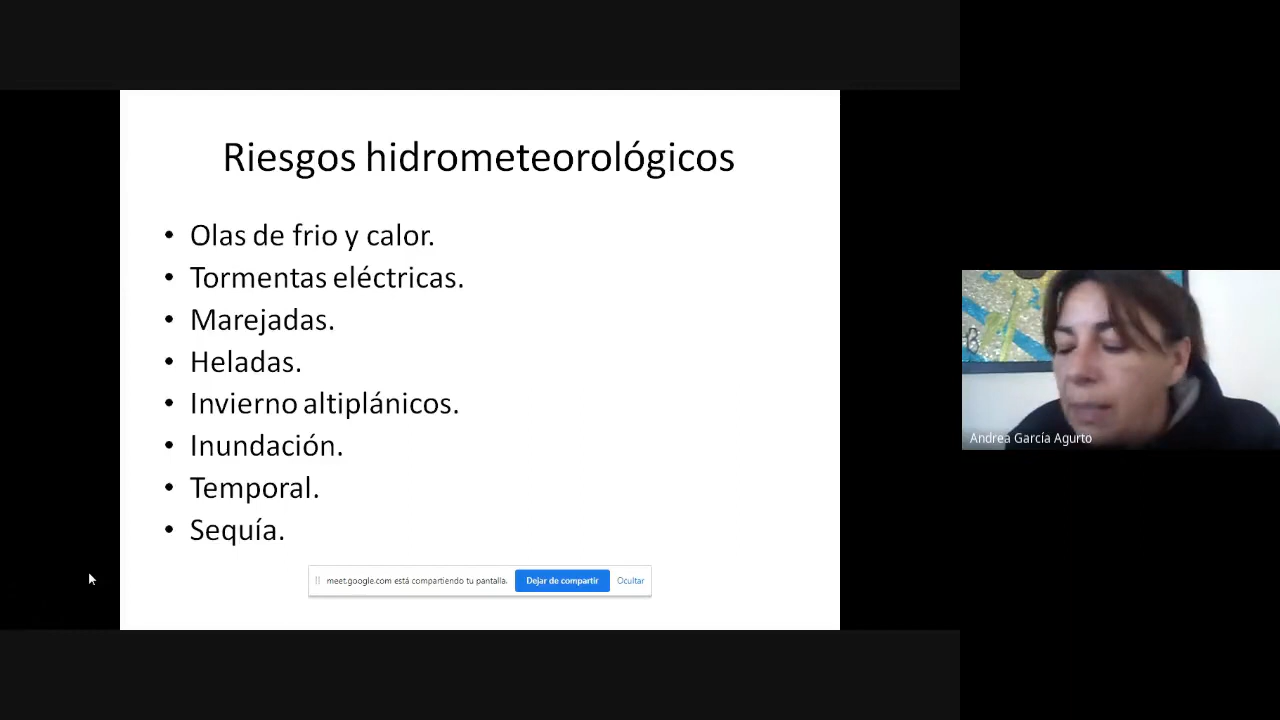 Riesgos hidrometeorológicos
• Olas de frio y calor.
• Tormentas eléctricas.
• Marejadas.
• Heladas.
• Invierno altiplánicos.
• Inundación.
• Temporal.
• Sequía.
meet.google.com está compartiendo tu pantalla. Dejar de compartir Ocultar
Andrea García Agurto